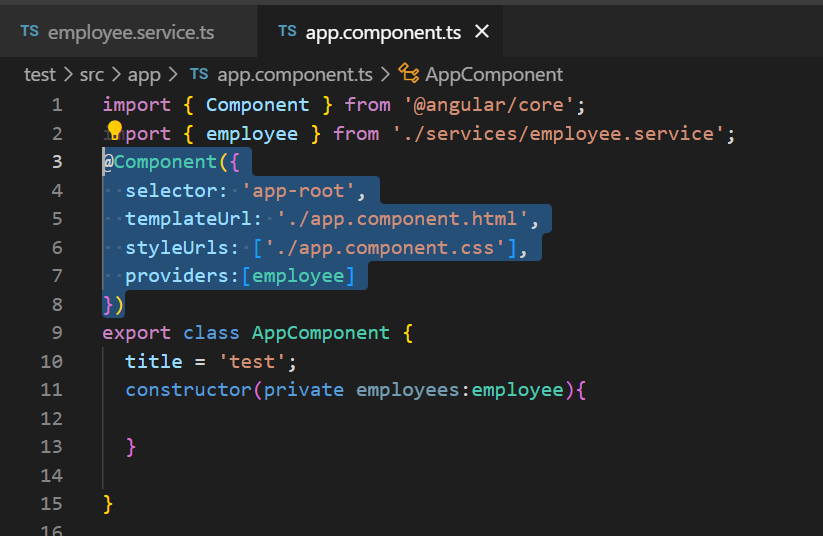 TS employee.service.ts TS app.component.ts ×
test > src > app > TS app.component.ts > AppComponent
1 import { Component } from '@angular/core';
2 import { employee } from './services/employee.service';
3 @Component({
4 selector: 'app-root',
5 templateUrl: './app.component.html',
6 styleUrls: ['./app.component.css'],
7 providers:[employee]
8 })
9 export class AppComponent {
10 title = 'test';
11 constructor(private employees:employee){
12
13 }
14
15 }
16